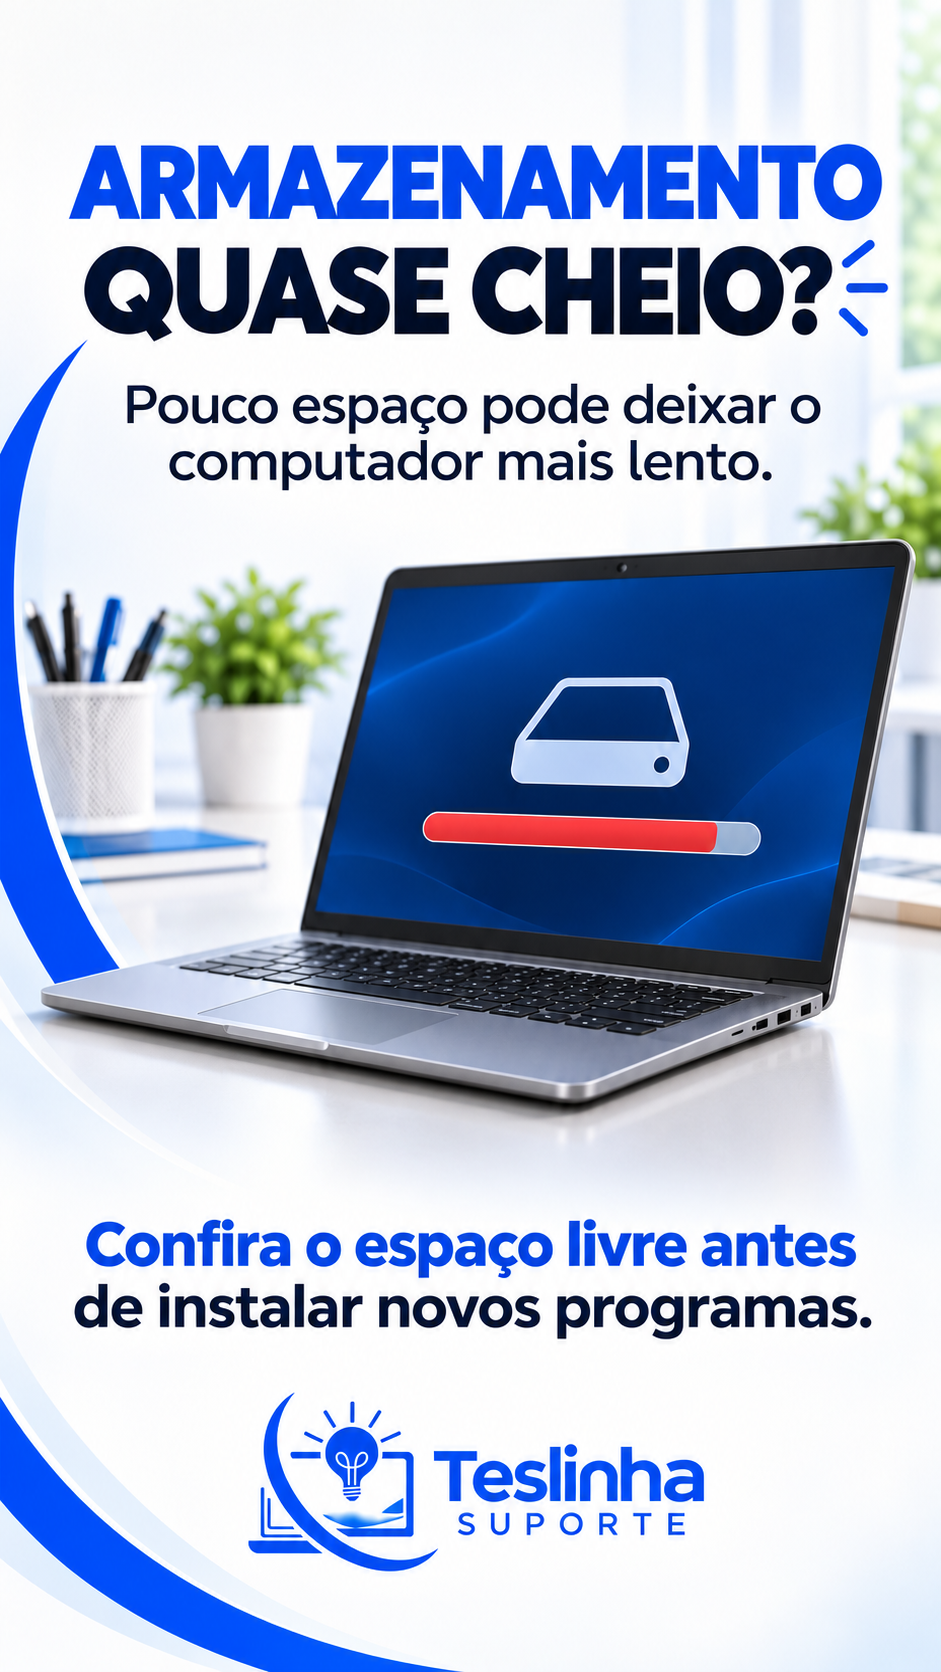 ARMAZENAMENTO
QUASE CHEIO?
Pouco espaço pode deixar o
computador mais lento.
Confira o espaço livre antes
de instalar novos programas.
Teslinha
SUPORTE